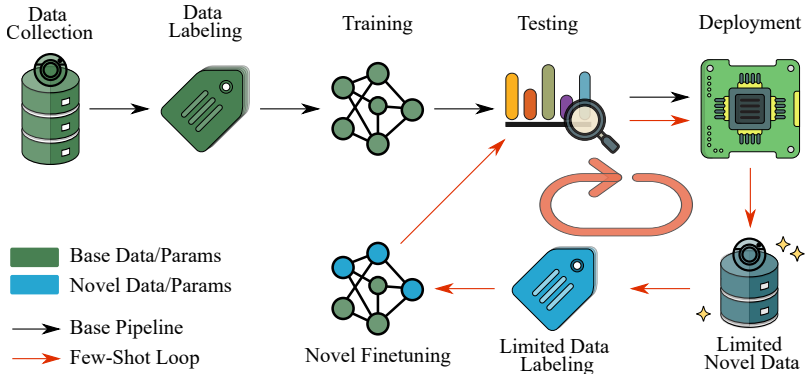 Data
Collection
Data
Labeling
Training
Testing
Deployment
Base Data/Params
Novel Data/Params
Base Pipeline
Few-Shot Loop
Novel Finetuning
Limited Data
Labeling
Limited
Novel Data